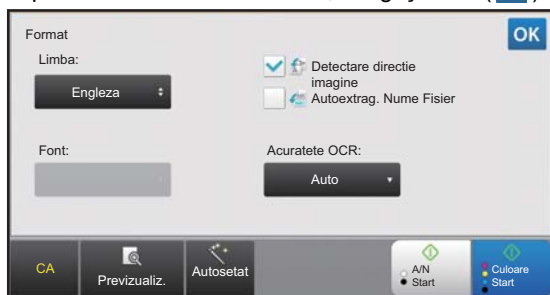 Format
OK
Limba:
Engleza
Detectare directie
imagine
Autoextrag. Nume Fisier
Font:
Acuratete OCR:
Auto
CA
Previzualiz.
Autosetat
A/N
Start
Culoare
Start